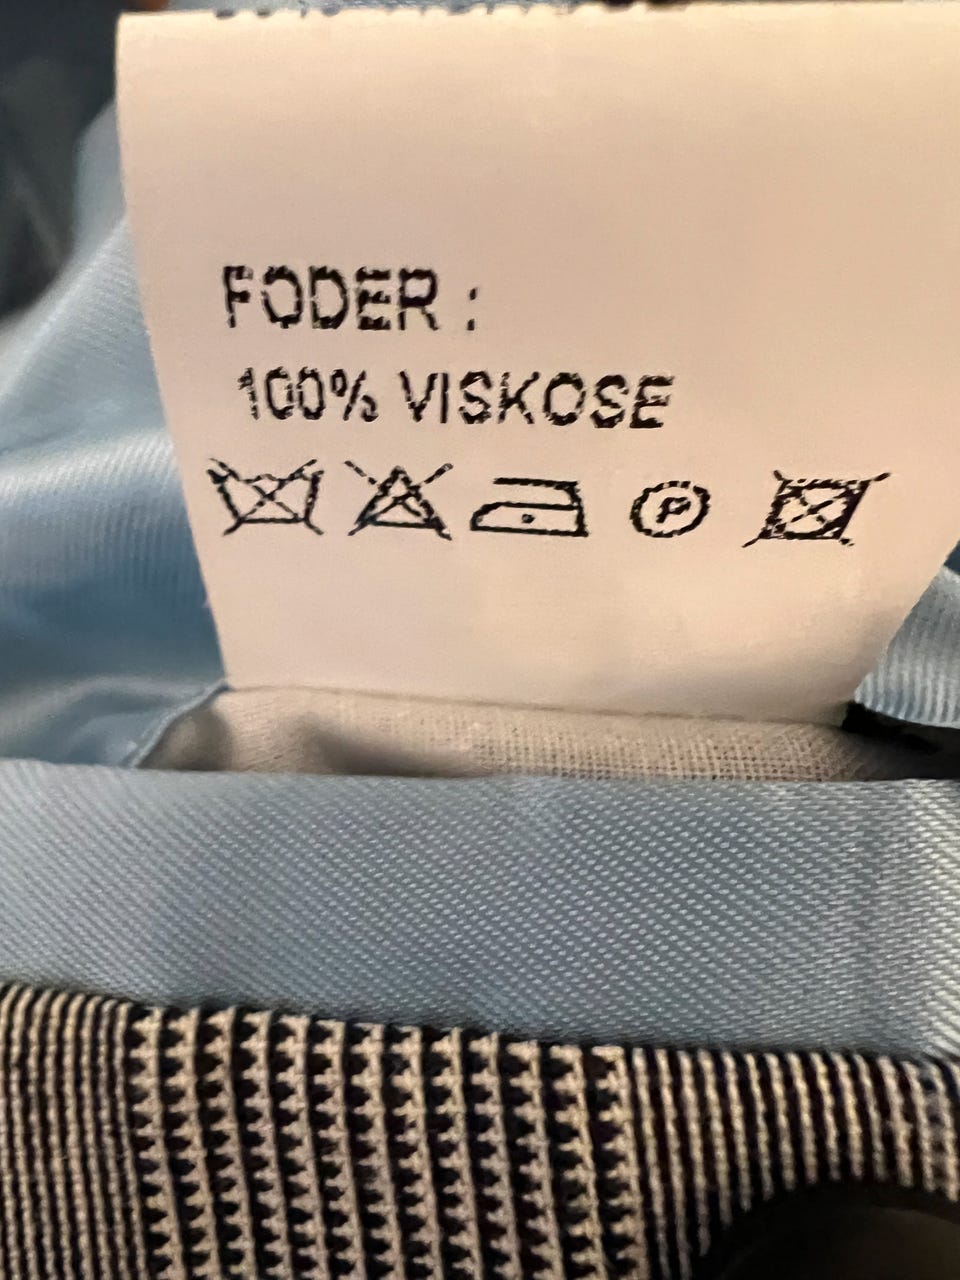 FODER :
100% VISKOSE
P